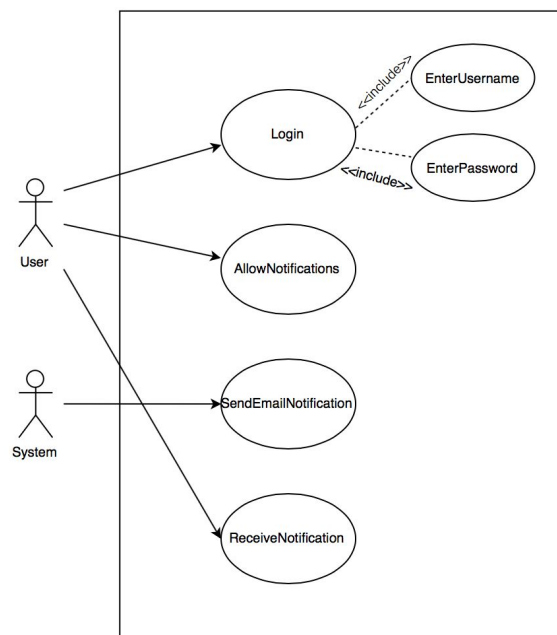 <<include>>
EnterUsername
Login
EnterPassword
<<include>>
User
AllowNotifications
SendEmailNotification
System
ReceiveNotification